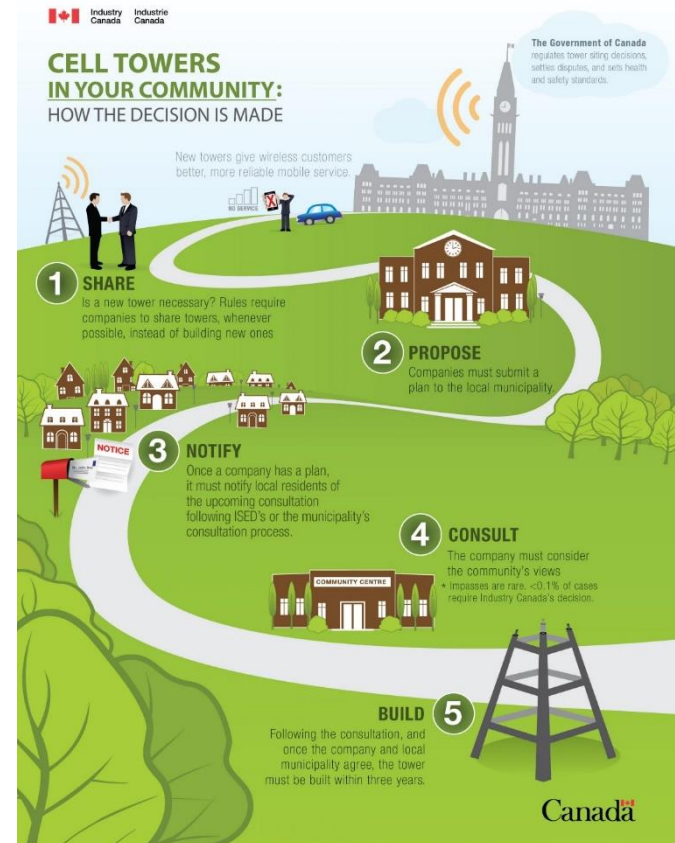 Industry Industrie
Canada Canada
CELL TOWERS
IN YOUR COMMUNITY:
HOW THE DECISION IS MADE
The Government of Canada
regulates tower siting decisions,
settles disputes, and sets health
and safety standards.
New towers give wireless customers
better, more reliable mobile service.
NO SERVICE
1 SHARE
Is a new tower necessary? Rules require
companies to share towers, whenever
possible, instead of building new ones
2 PROPOSE
Companies must submit a
plan to the local municipality.
NOTICE
3 NOTIFY
Once a company has a plan,
it must notify local residents of
the upcoming consultation
following ISED's or the municipality's
consultation process.
4 CONSULT
The company must consider
the community's views
* Impasses are rare, <0.1% of cases
require Industry Canada's decision.
COMMUNITY CENTRE
BUILD 5
Following the consultation, and
once the company and local
municipality agree, the tower
must be built within three years.
Canada